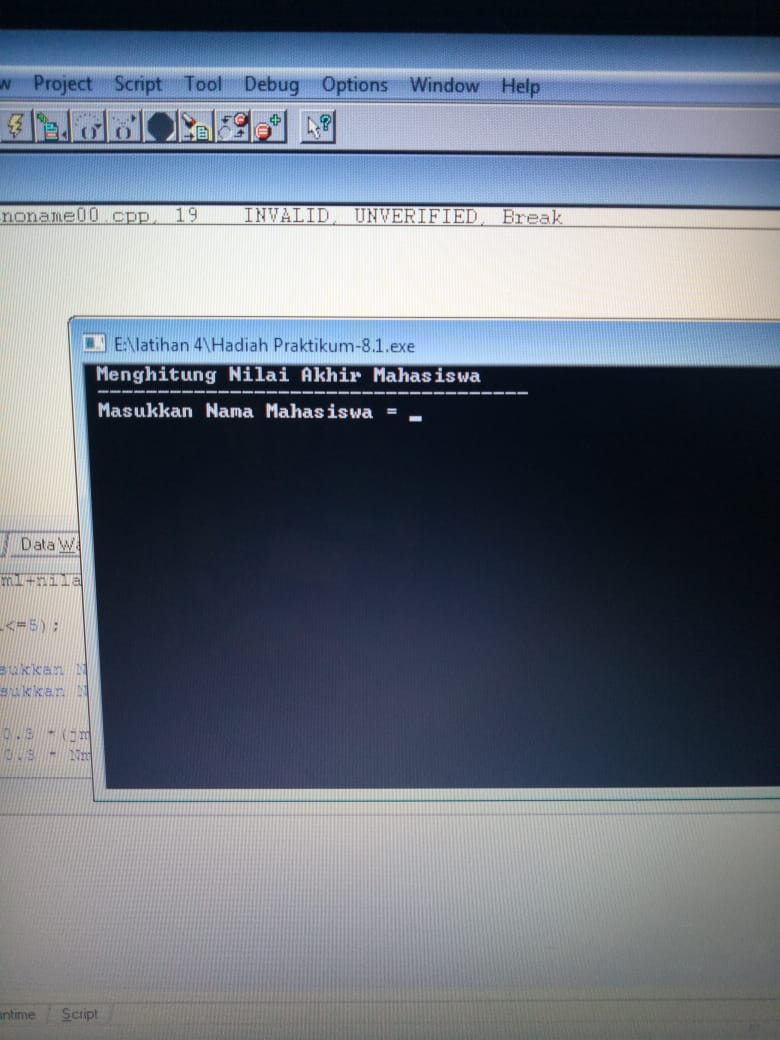 Project Script Tool Debug Options Window Help
noname00.cpp, 19 INVALID, UNVERIFIED, Break
E:\latihan 4\Hadiah Praktikum-8.1.exe
Menghitung Nilai Akhir Mahasiswa
------------------------------------
Masukkan Nama Mahasiswa = _
Data
ml+nila
<=5);
sukkan N
sukkan N
0.3 *(jm
0.3 * Nm
ntime Script